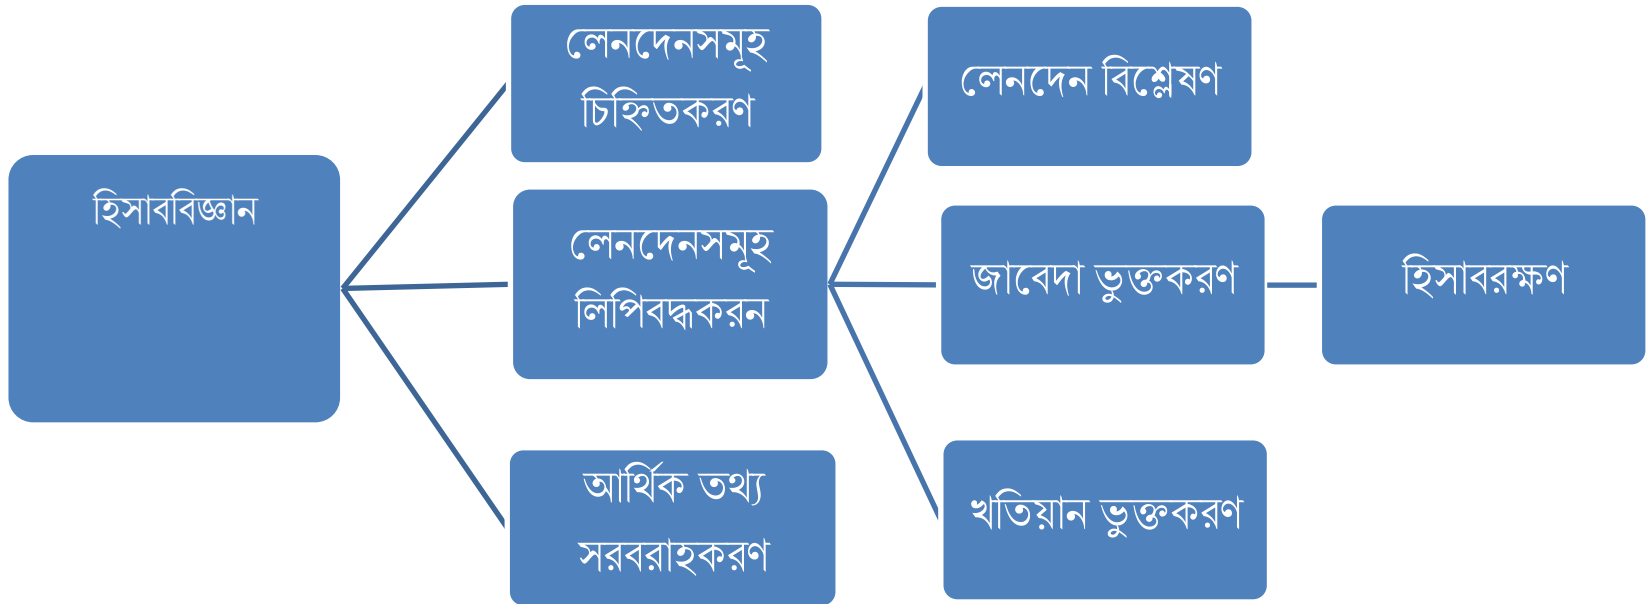 হিসাববিজ্ঞান
লেনদেনসমূহ
চিহ্নিতকরণ
লেনদেনসমূহ
লিপিবদ্ধকরন
আর্থিক তথ্য
সরবরাহকরণ
লেনদেন বিশ্লেষণ
জাবেদা ভুক্তকরণ
খতিয়ান ভুক্তকরণ
হিসাবরক্ষণ